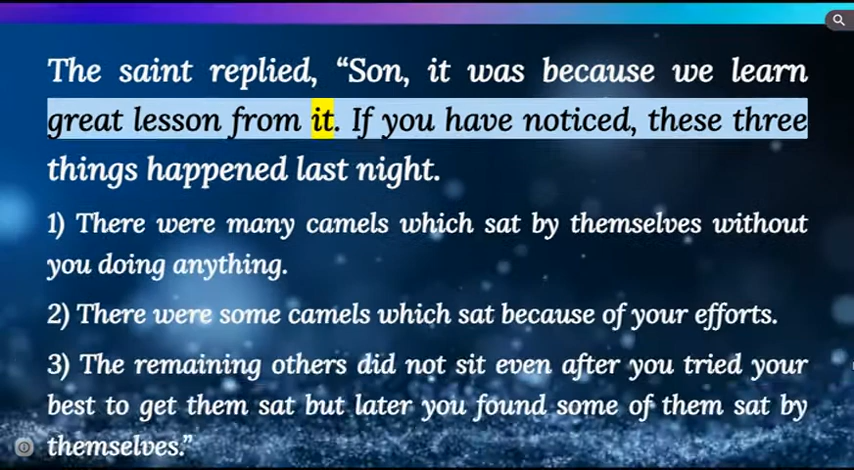 The saint replied, “Son, it was because we learn
great lesson from it. If you have noticed, these three
things happened last night.
1) There were many camels which sat by themselves without
you doing anything.
2) There were some camels which sat because of your efforts.
3) The remaining others did not sit even after you tried your
best to get them sat but later you found some of them sat by
themselves.”